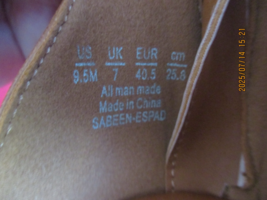 US UK EUR cm
9.5M 7 40.5 25.5
All man made
Made in China
SABEEN-ESPAD
2025/07/14 15:21